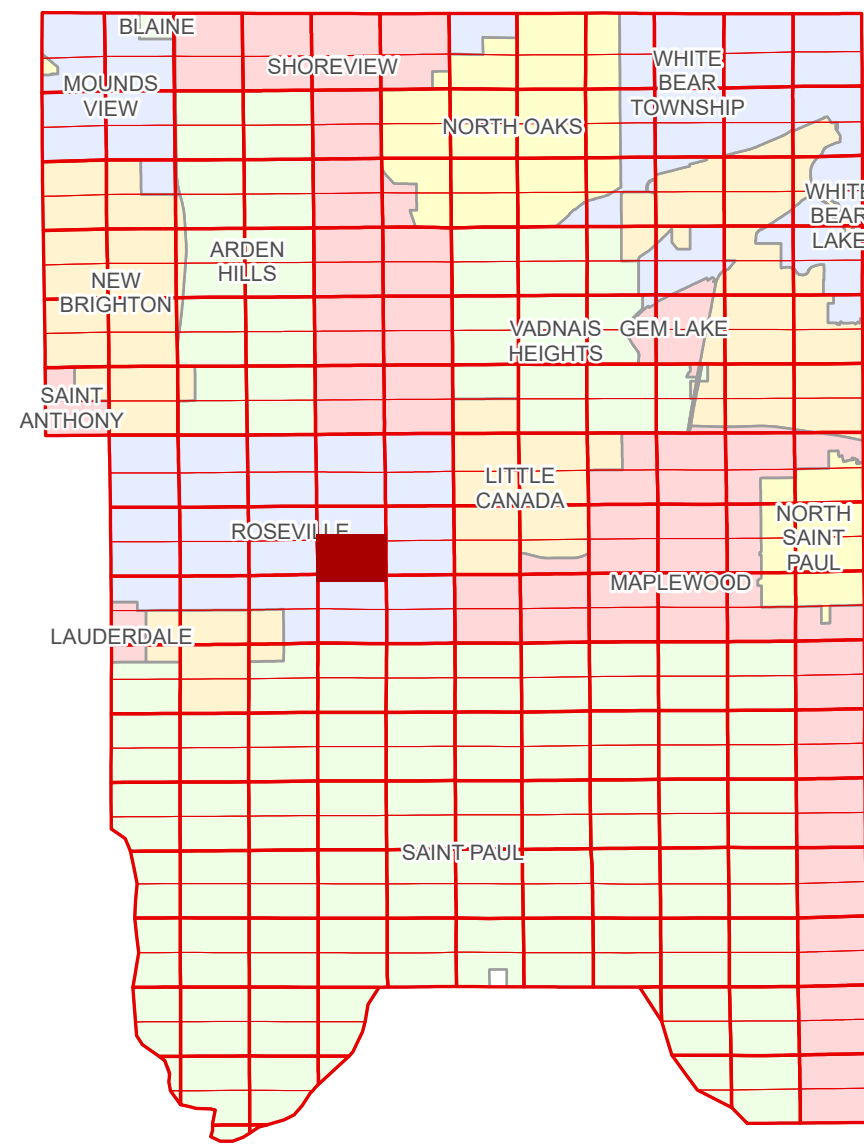 BLAINE
SHOREVIEW
WHITE
BEAR
TOWNSHIP
MOUNDS
VIEW
NORTH OAKS
WHITE
BEAR
LAKE
ARDEN
HILLS
NEW
BRIGHTON
VADNAIS
HEIGHTS
GEM LAKE
SAINT
ANTHONY
LITTLE
CANADA
NORTH
SAINT
PAUL
ROSEVILLE
MAPLEWOOD
LAUDERDALE
SAINT PAUL